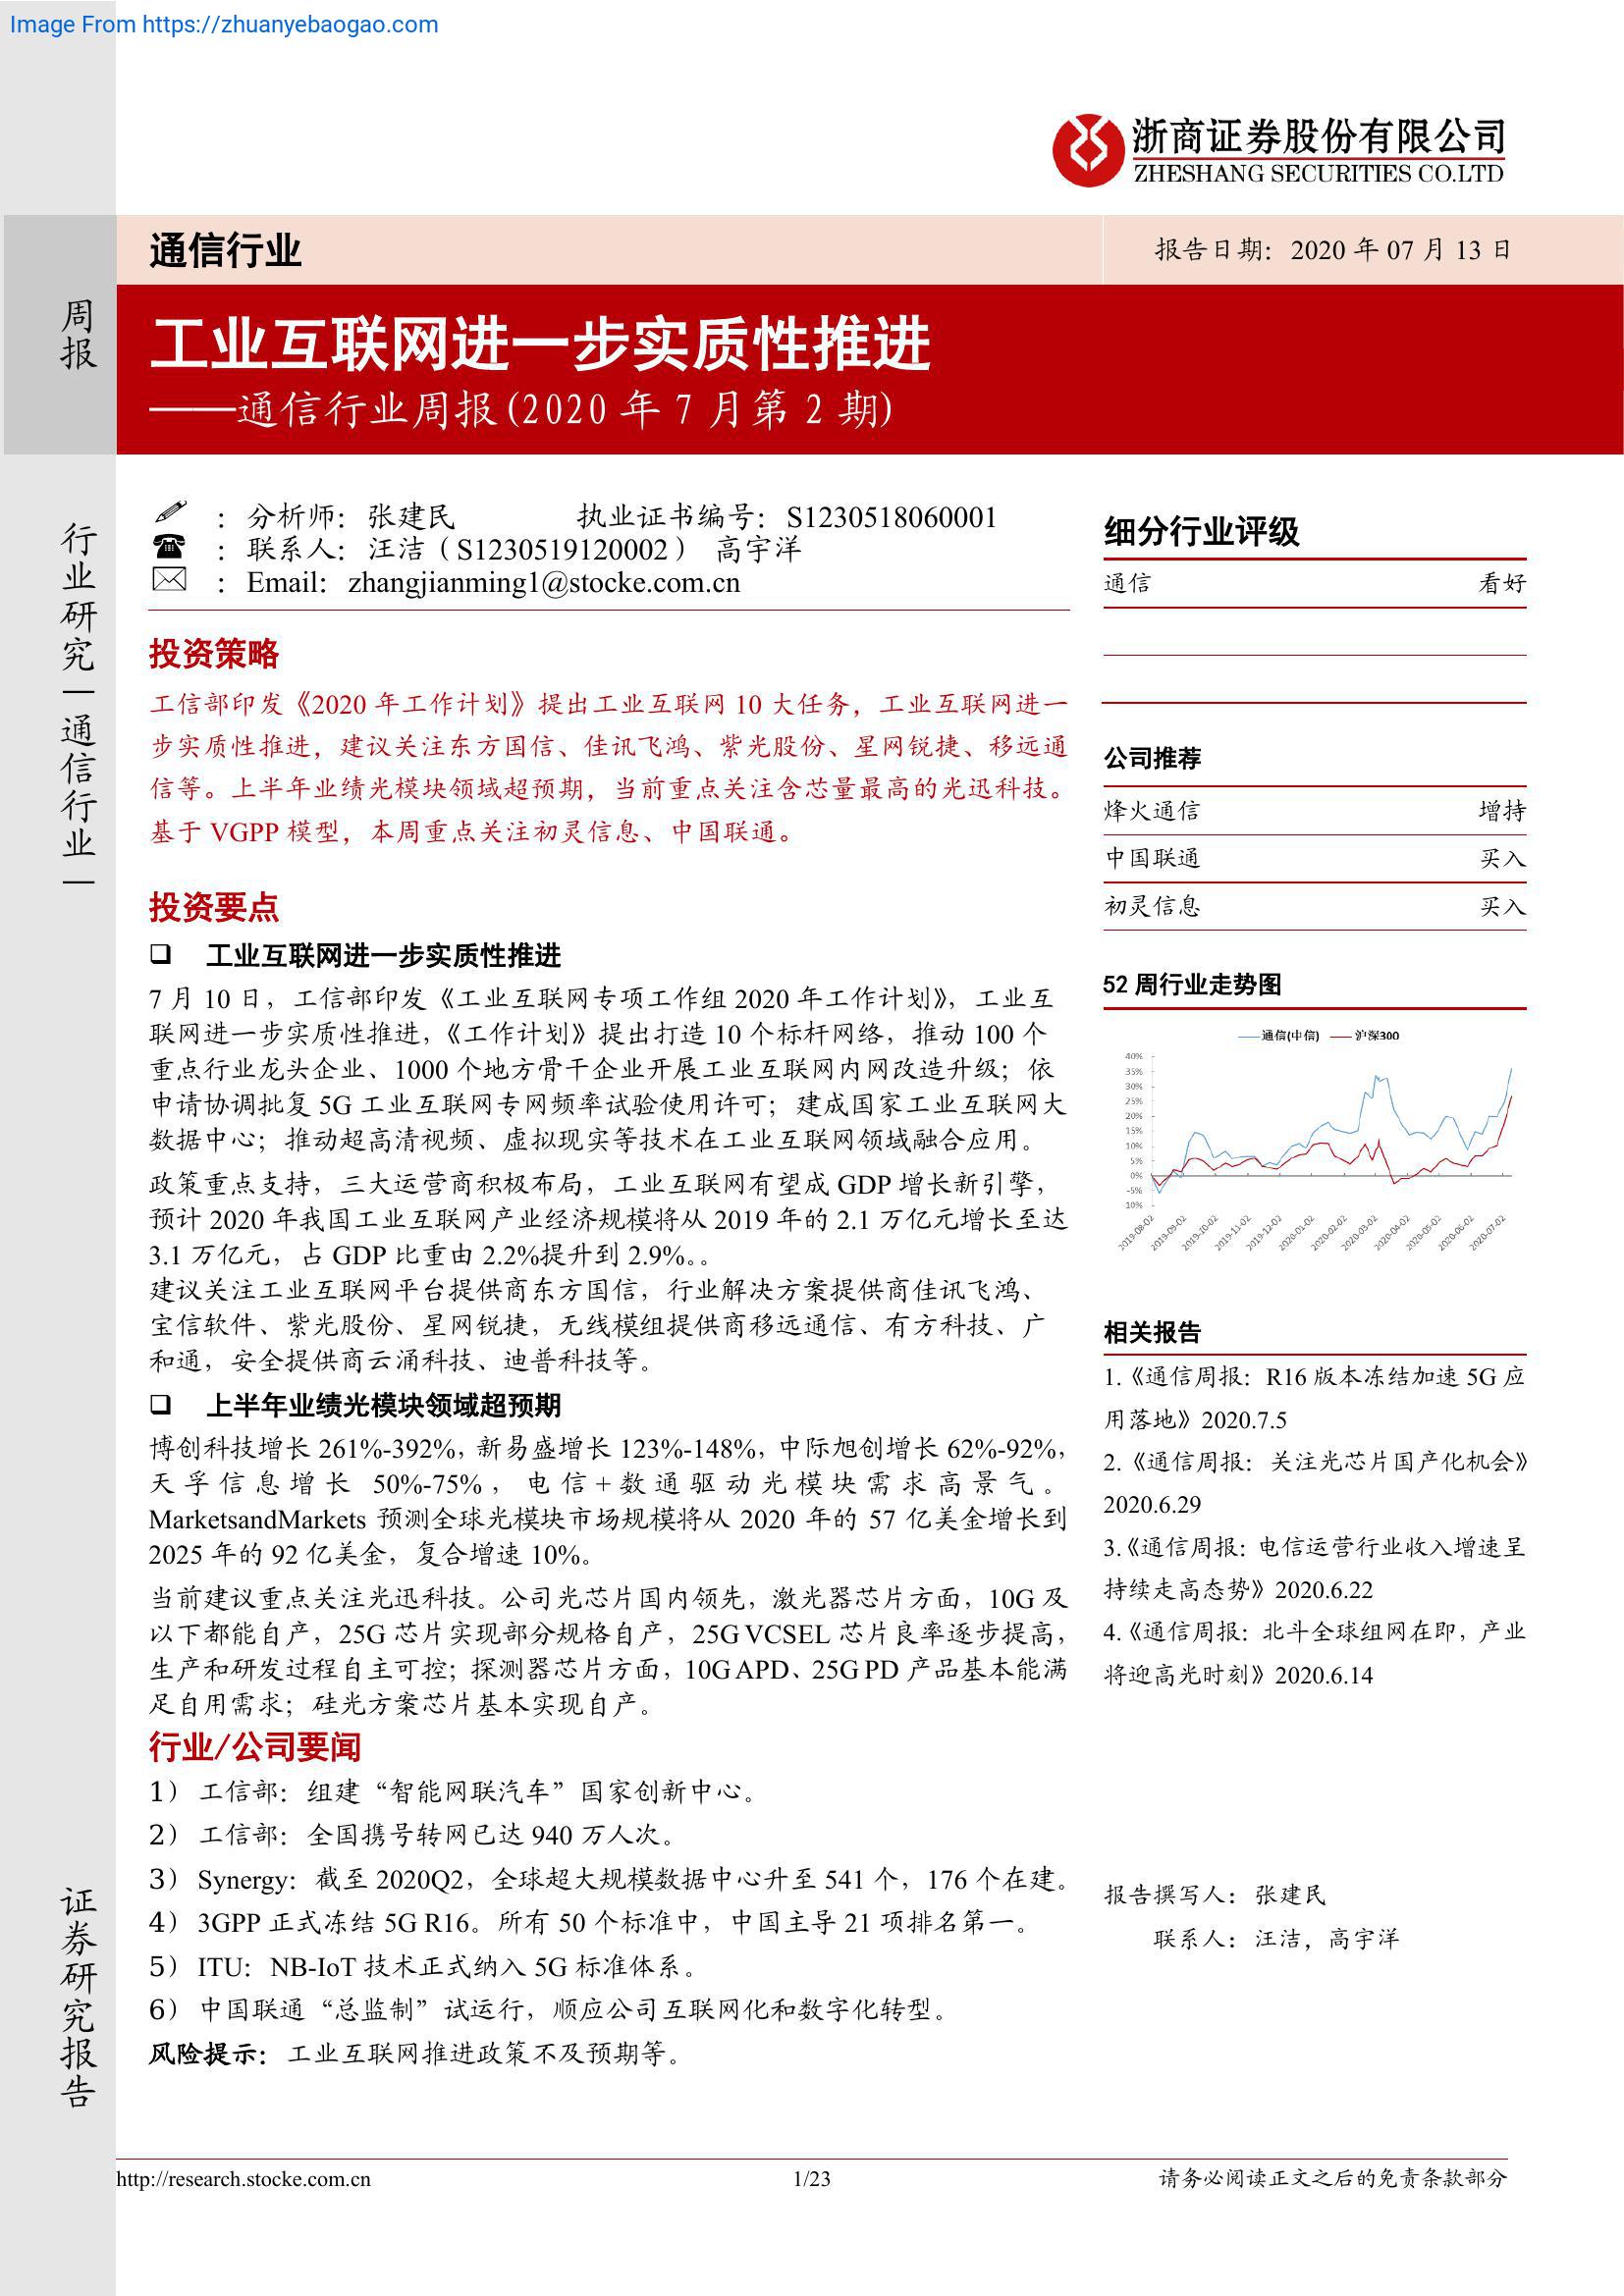 Image From https://zhuanyebaogao.com
浙商证券股份有限公司
ZHESHANG SECURITIES CO.LTD
周报
通信行业
报告日期：2020 年 07 月 13 日
工业互联网进一步实质性推进
——通信行业周报(2020 年 7 月第 2 期)
行业研究——通信行业——
证券研究报告
：分析师：张建民 执业证书编号：S1230518060001
：联系人：汪洁（S1230519120002） 高宇洋
：Email：zhangjianming1@stocke.com.cn
投资策略
工信部印发《2020 年工作计划》提出工业互联网 10 大任务，工业互联网进一
步实质性推进，建议关注东方国信、佳讯飞鸿、紫光股份、星网锐捷、移远通
信等。上半年业绩光模块领域超预期，当前重点关注含芯量最高的光迅科技。
基于 VGPP 模型，本周重点关注初灵信息、中国联通。
投资要点
❑ 工业互联网进一步实质性推进
7 月 10 日，工信部印发《工业互联网专项工作组 2020 年工作计划》，工业互
联网进一步实质性推进，《工作计划》提出打造 10 个标杆网络，推动 100 个
重点行业龙头企业、1000 个地方骨干企业开展工业互联网内网改造升级；依
申请协调批复 5G 工业互联网专网频率试验使用许可；建成国家工业互联网大
数据中心；推动超高清视频、虚拟现实等技术在工业互联网领域融合应用。
政策重点支持，三大运营商积极布局，工业互联网有望成 GDP 增长新引擎，
预计 2020 年我国工业互联网产业经济规模将从 2019 年的 2.1 万亿元增长至达
3.1 万亿元，占 GDP 比重由 2.2%提升到 2.9%。。
建议关注工业互联网平台提供商东方国信，行业解决方案提供商佳讯飞鸿、
宝信软件、紫光股份、星网锐捷，无线模组提供商移远通信、有方科技、广
和通，安全提供商云涌科技、迪普科技等。
❑ 上半年业绩光模块领域超预期
博创科技增长 261%-392%，新易盛增长 123%-148%，中际旭创增长 62%-92%，
天孚信息增长 50%-75%，电信+数通驱动光模块需求高景气。
MarketsandMarkets 预测全球光模块市场规模将从 2020 年的 57 亿美金增长到
2025 年的 92 亿美金，复合增速 10%。
当前建议重点关注光迅科技。公司光芯片国内领先，激光器芯片方面，10G 及
以下都能自产，25G 芯片实现部分规格自产，25G VCSEL 芯片良率逐步提高，
生产和研发过程自主可控；探测器芯片方面，10G APD、25G PD 产品基本能满
足自用需求；硅光方案芯片基本实现自产。
行业/公司要闻
1） 工信部：组建“智能网联汽车”国家创新中心。
2） 工信部：全国携号转网已达 940 万人次。
3） Synergy：截至 2020Q2，全球超大规模数据中心升至 541 个，176 个在建。
4） 3GPP 正式冻结 5G R16。所有 50 个标准中，中国主导 21 项排名第一。
5） ITU：NB-IoT 技术正式纳入 5G 标准体系。
6） 中国联通“总监制”试运行，顺应公司互联网化和数字化转型。
风险提示：工业互联网推进政策不及预期等。
细分行业评级
通信 看好
公司推荐
烽火通信 增持
中国联通 买入
初灵信息 买入
52 周行业走势图
通信(中信) 沪深300
40%
35%
30%
25%
20%
15%
10%
5%
0%
-5%
10%
2019-08-02
2019-09-02
2019-10-02
2019-11-02
2019-12-02
2020-01-02
2020-02-02
2020-03-02
2020-04-02
2020-05-02
2020-06-02
2020-07-02
相关报告
1.《通信周报：R16 版本冻结加速 5G 应
用落地》2020.7.5
2.《通信周报：关注光芯片国产化机会》
2020.6.29
3.《通信周报：电信运营行业收入增速呈
持续走高态势》2020.6.22
4.《通信周报：北斗全球组网在即，产业
将迎高光时刻》2020.6.14
报告撰写人：张建民
联系人：汪洁，高宇洋
http://research.stocke.com.cn
1/23
请务必阅读正文之后的免责条款部分